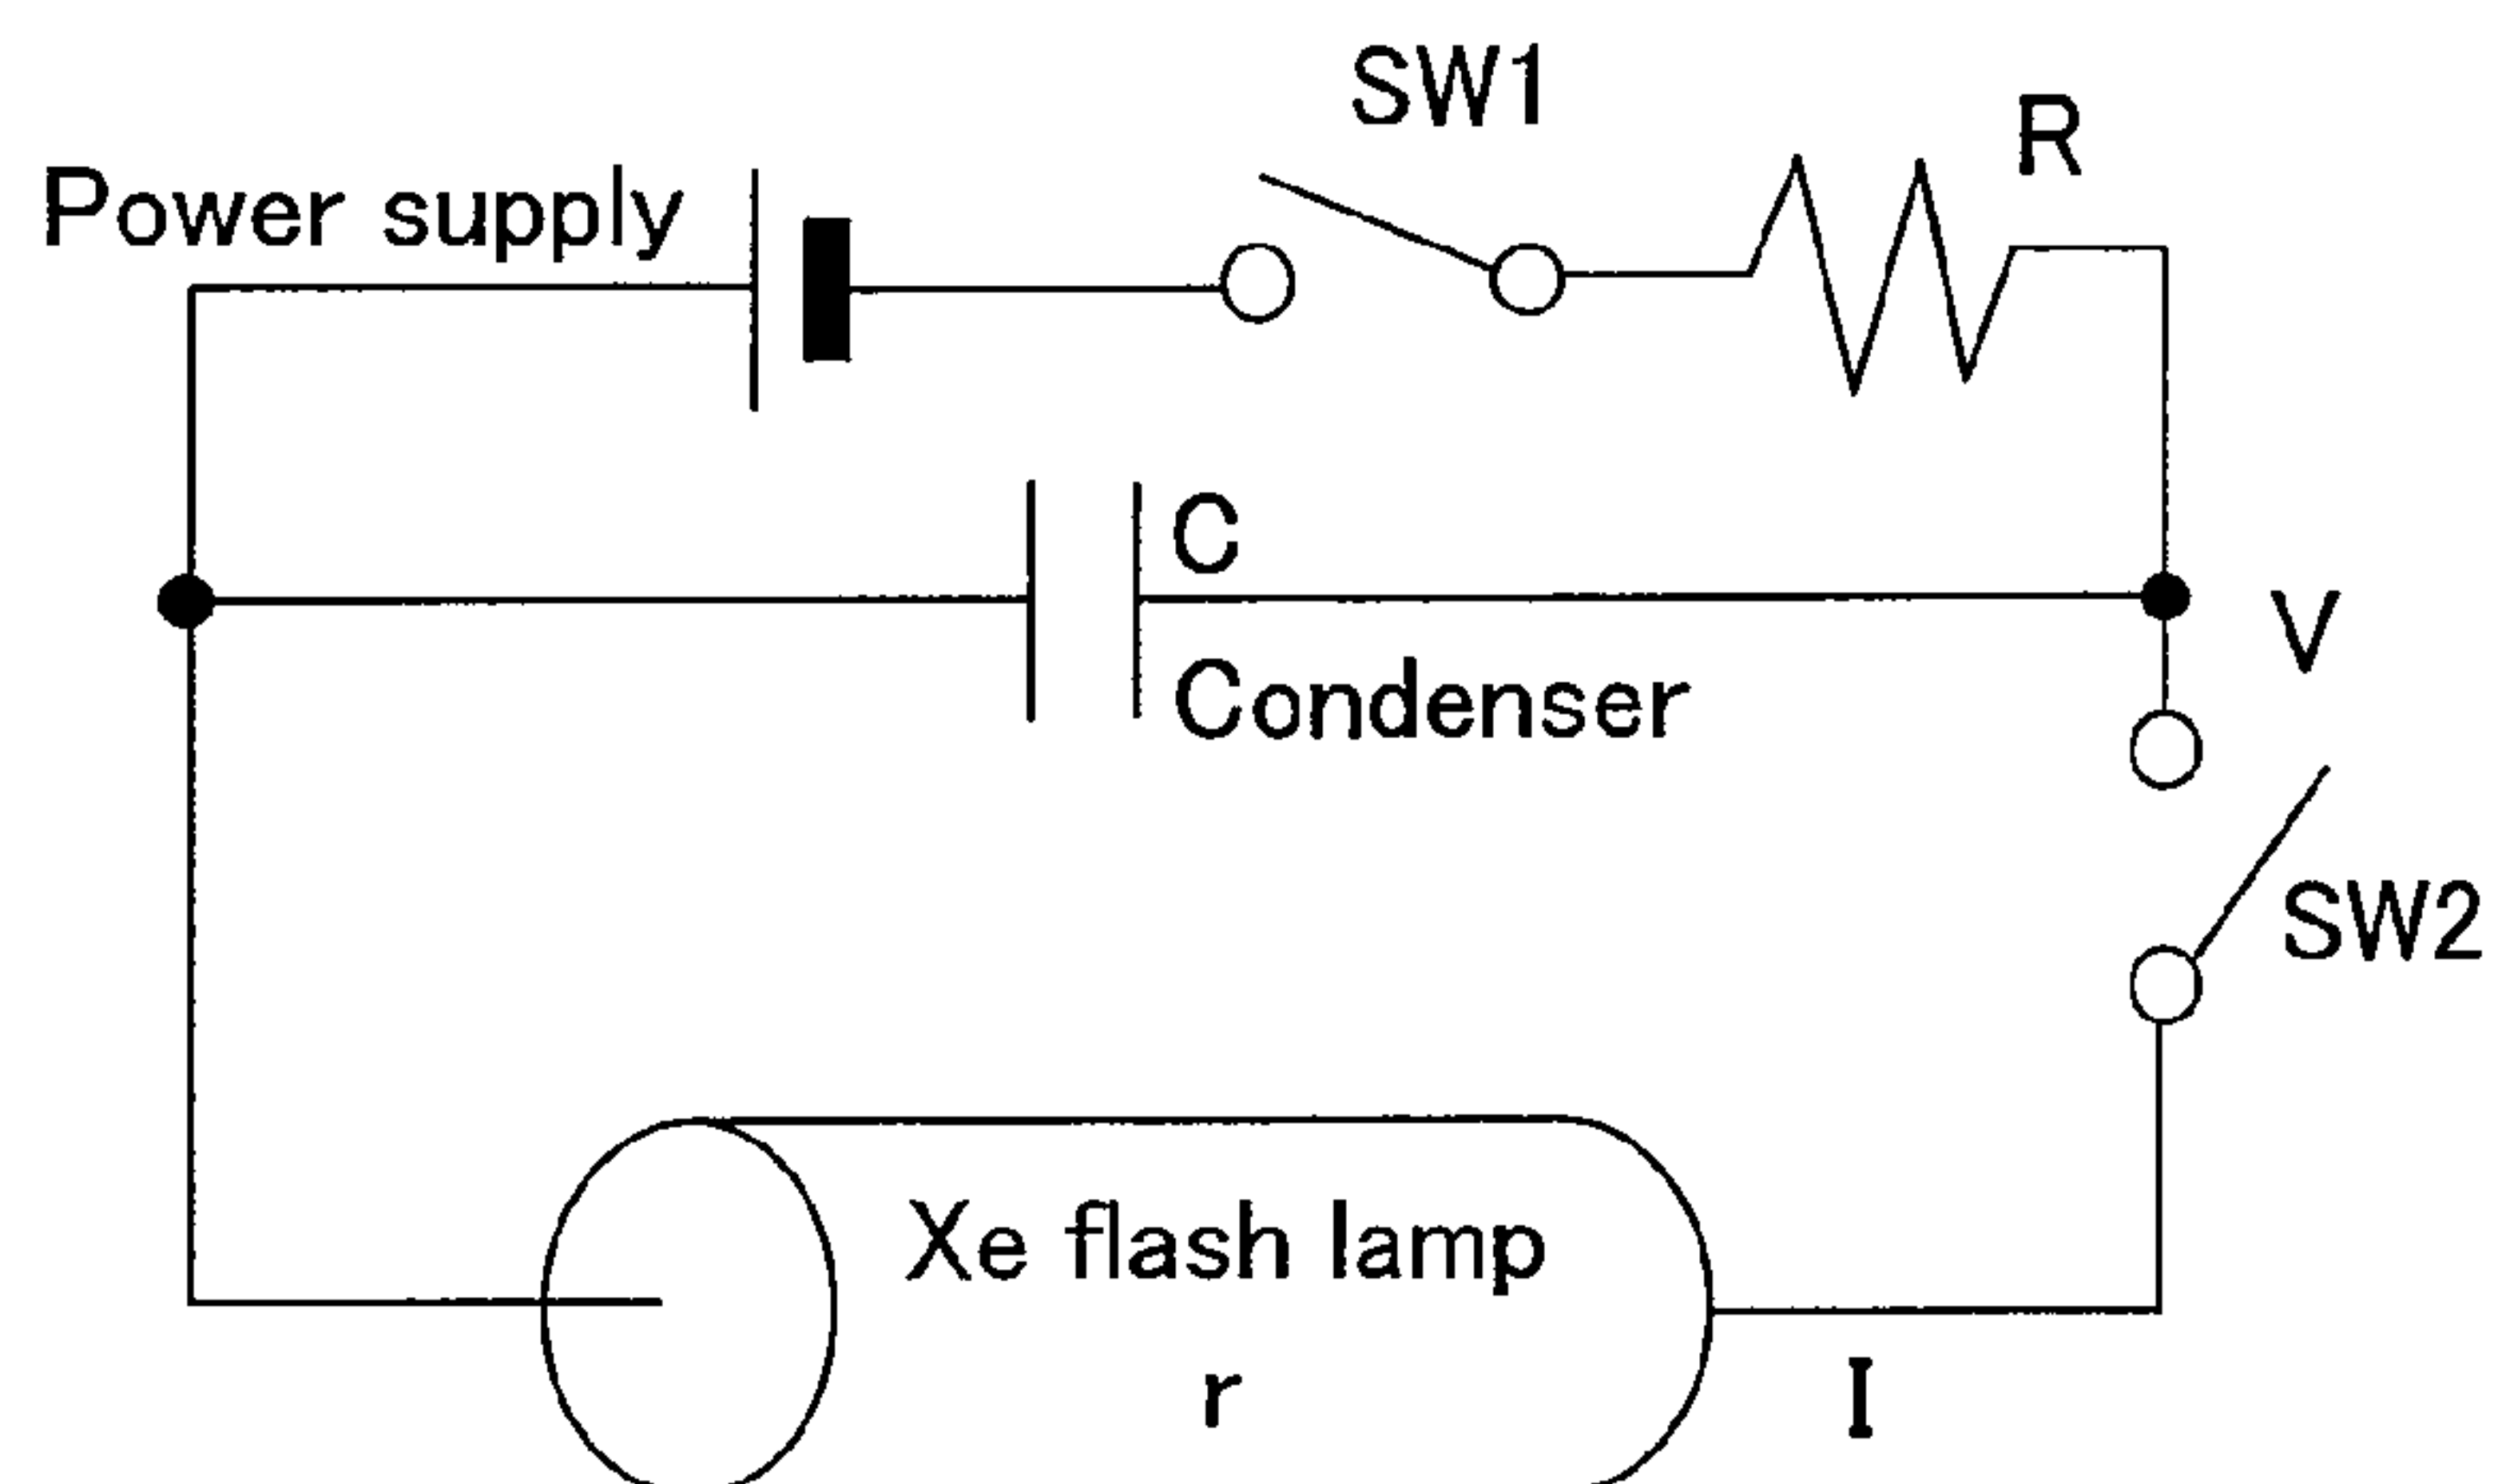 SW1
R
Power supply
C
Condenser
V
SW2
Xe flash lamp
r
I